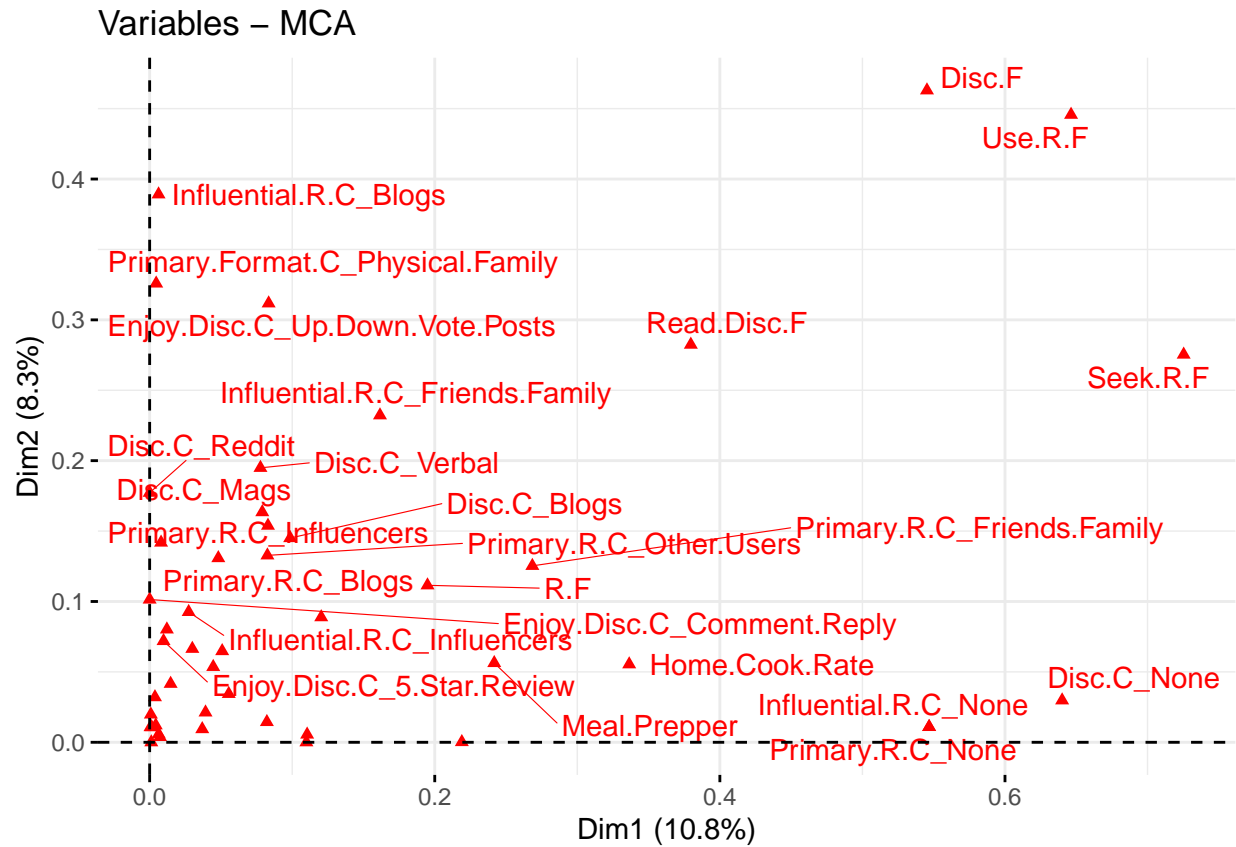 Variables – MCA
Disc.F
Use.R.F
0.4
Influential.R.C_Blogs
Primary.Format.C_Physical.Family
Enjoy.Disc.C_Up.Down.Vote.Posts
Read.Disc.F
0.3
Seek.R.F
Influential.R.C_Friends.Family
Disc.C_Reddit
Disc.C_Verbal
0.2
Disc.C_Mags
Disc.C_Blogs
Primary.R.C_Influencers
Primary.R.C_Friends.Family
Primary.R.C_Other.Users
Primary.R.C_Blogs
R.F
0.1
Enjoy.Disc.C_Comment.Reply
Influential.R.C_Influencers
Home.Cook.Rate
Disc.C_None
Enjoy.Disc.C_5.Star.Review
Influential.R.C_None
Meal.Prepper
0.0
Primary.R.C_None
Dim2 (8.3%)
0.0
0.2
0.4
0.6
Dim1 (10.8%)